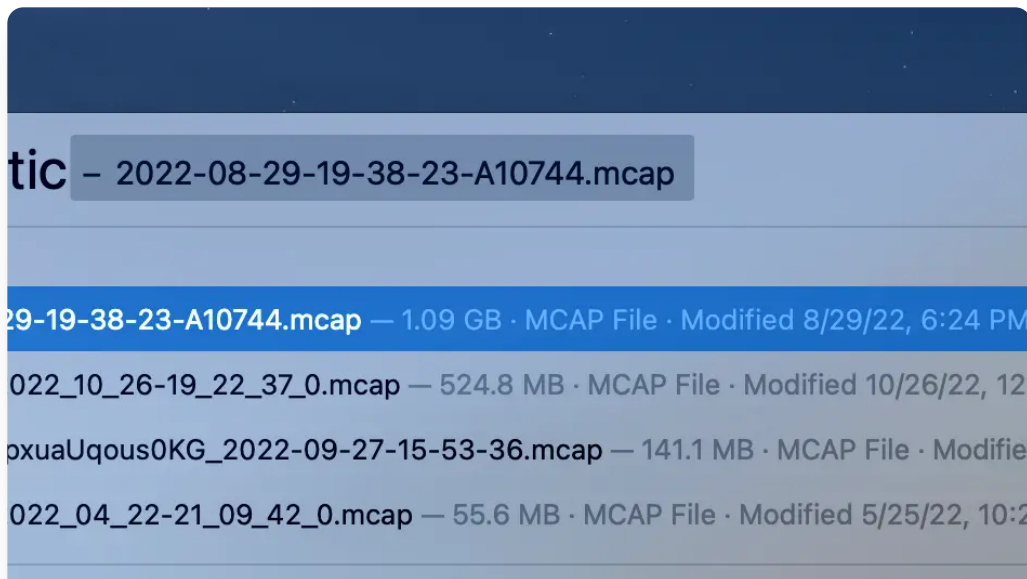 tic – 2022-08-29-19-38-23-A10744.mcap
29-19-38-23-A10744.mcap — 1.09 GB · MCAP File · Modified 8/29/22, 6:24 PM
022_10_26-19_22_37_0.mcap — 524.8 MB · MCAP File · Modified 10/26/22, 12
pxuaUqous0KG_2022-09-27-15-53-36.mcap — 141.1 MB · MCAP File · Modifie
022_04_22-21_09_42_0.mcap — 55.6 MB · MCAP File · Modified 5/25/22, 10:2